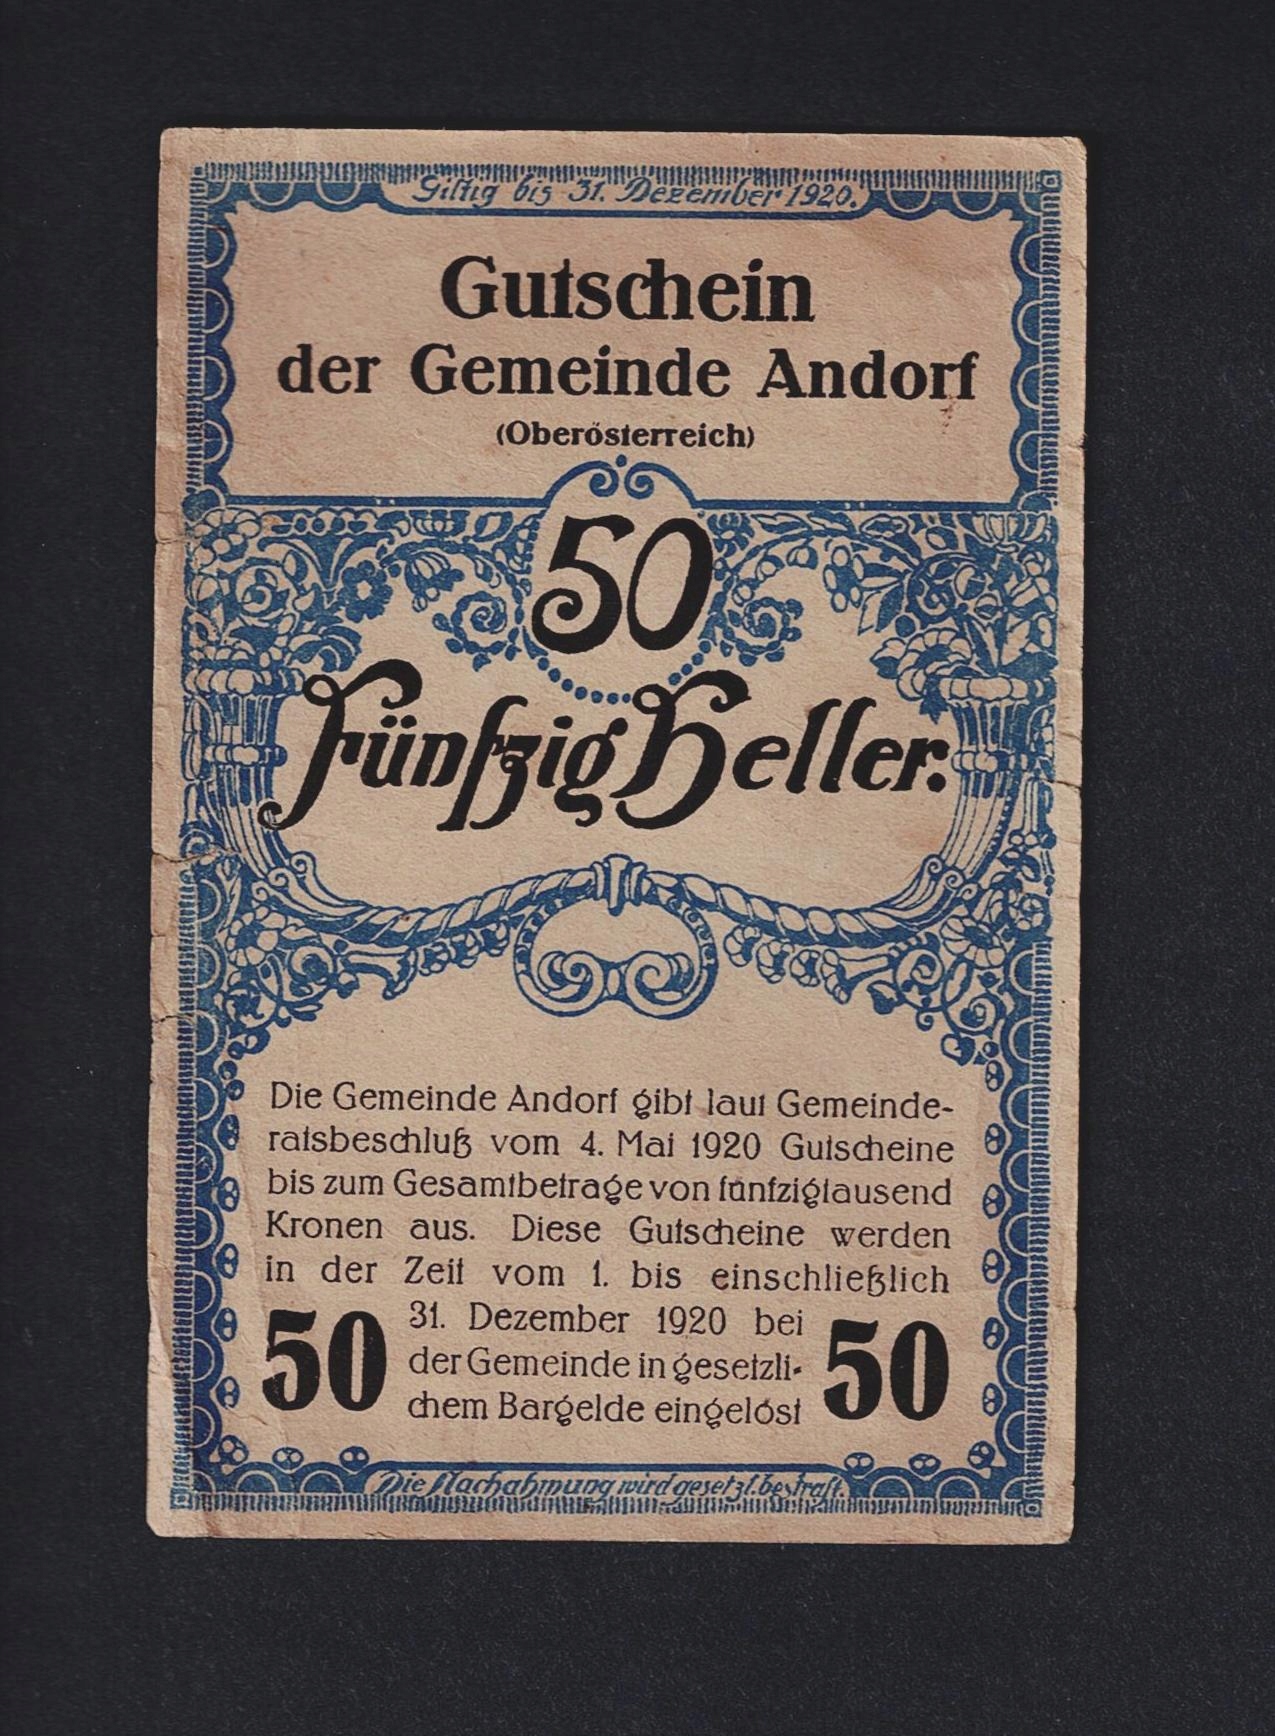 Giltig bis 31. Dezember 1920.
Gutschein
der Gemeinde Andorf
(Oberösterreich)
50
Fünfzig Heller.
Die Gemeinde Andorf gibt laut Gemeinde-
ratsbeschluß vom 4. Mai 1920 Gutscheine
bis zum Gesamtbetrage von fünfzigtausend
Kronen aus. Diese Gutscheine werden
in der Zeit vom 1. bis einschließlich
31. Dezember 1920 bei
50 der Gemeinde in gesetzli- 50
chem Bargelde eingelöst
Die Nachahmung wird gesetzl. bestraft.